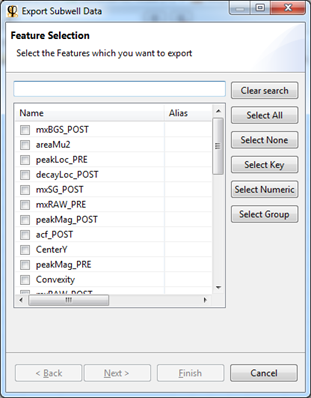 Export Subwell Data
Feature Selection
Select the Features which you want to export
Clear search
Name Alias
Select All
mxBGS_POST
areaMu2
Select None
peakLoc_PRE
decayLoc_POST
Select Key
mxSG_POST
mxRAW_PRE
Select Numeric
peakMag_POST
acf_POST
Select Group
CenterY
peakMag_PRE
Convexity
mxRAW_POST
< Back Next > Finish Cancel